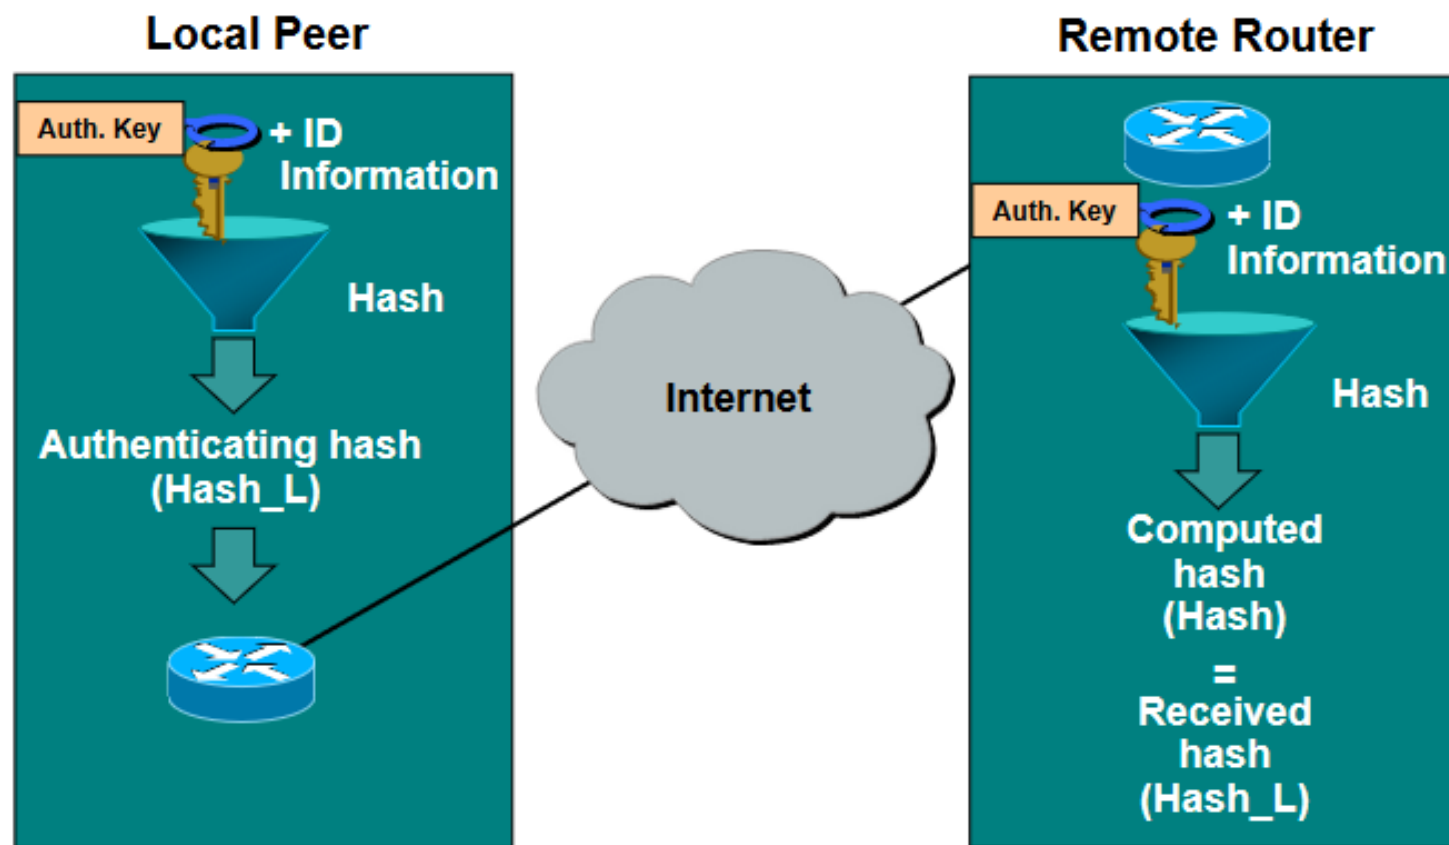 Local Peer
Auth. Key
+ ID
Information
Hash
Authenticating hash
(Hash_L)
Internet
Remote Router
Auth. Key
+ ID
Information
Hash
Computed
hash
(Hash)
=
Received
hash
(Hash_L)